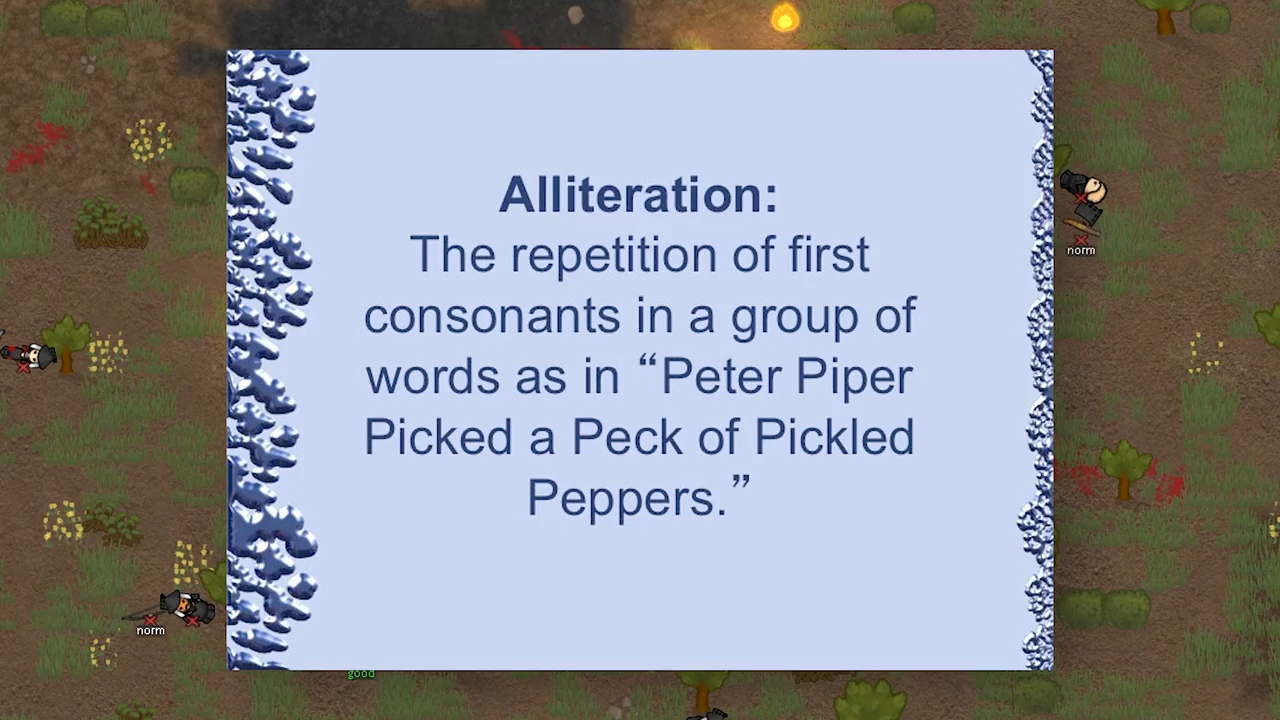 Alliteration:
The repetition of first
consonants in a group of
words as in “Peter Piper
Picked a Peck of Pickled
Peppers.”
norm
norm
good